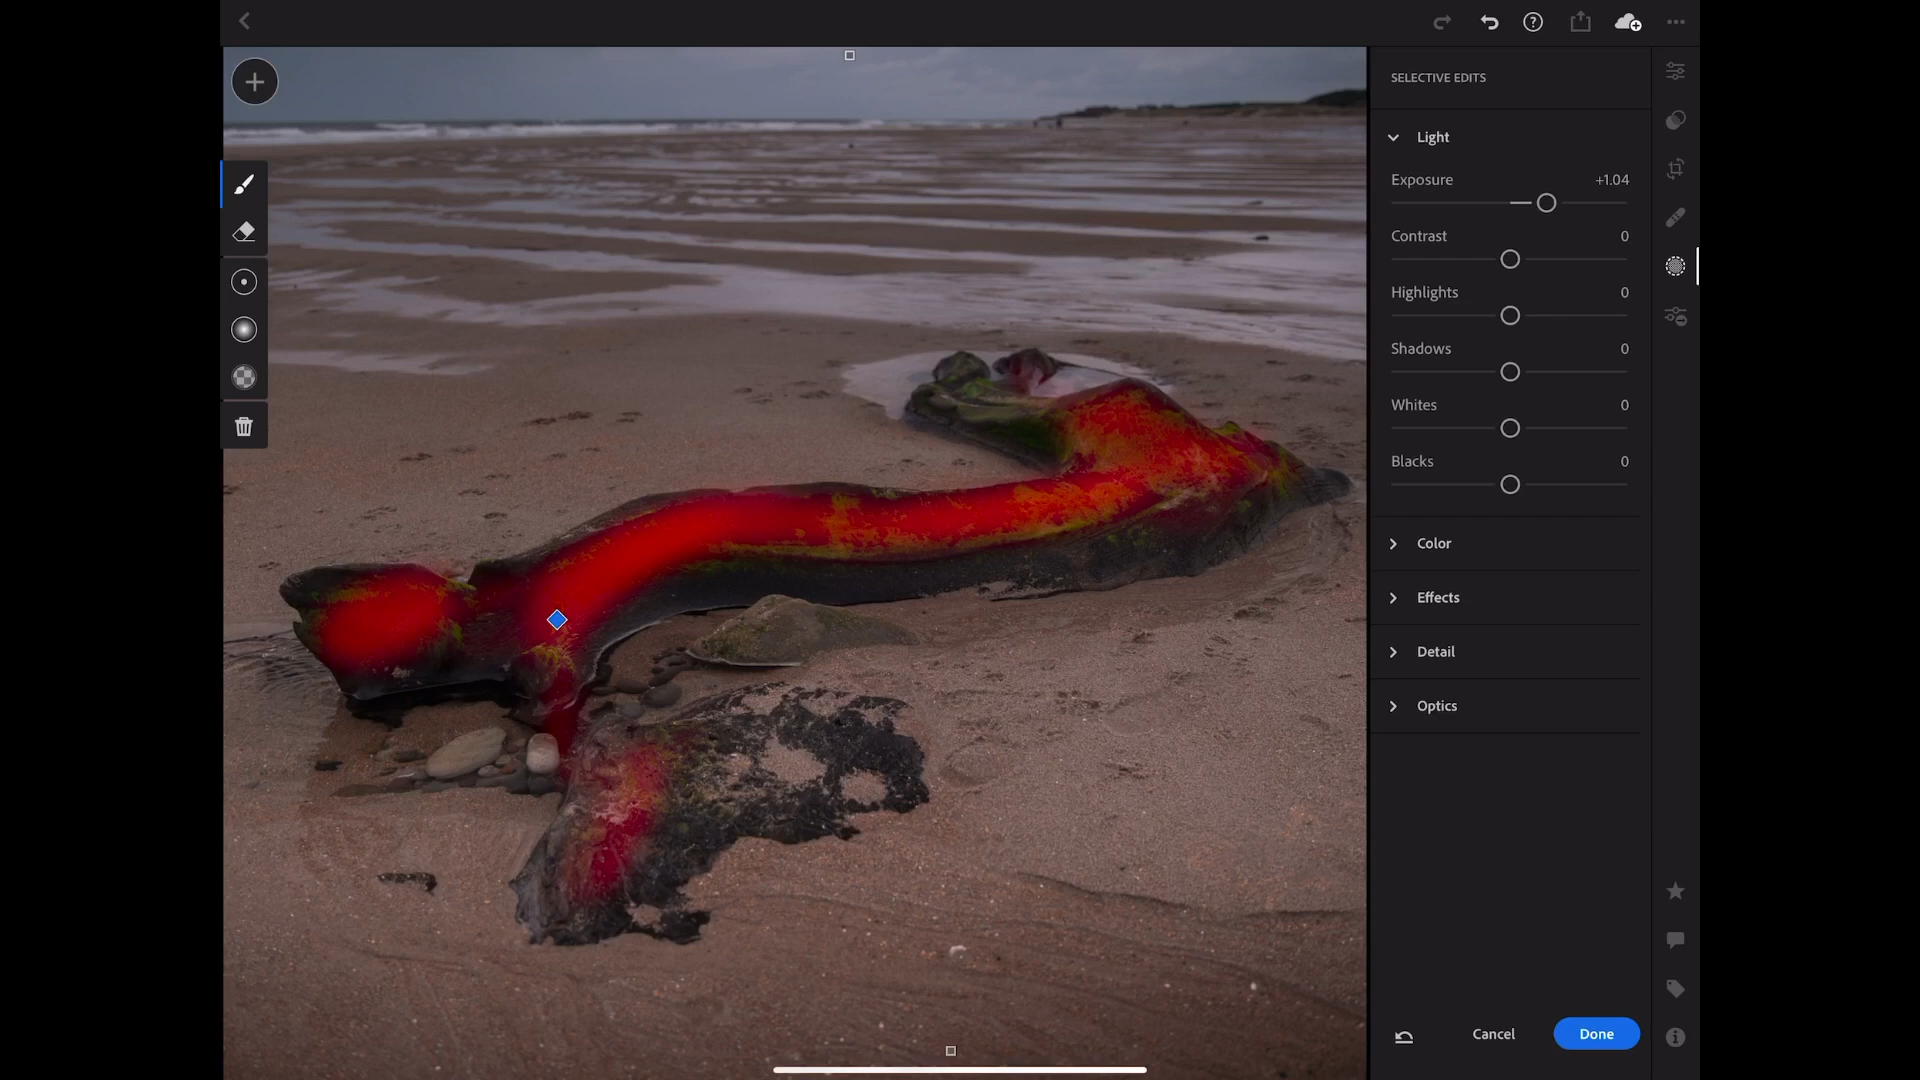 SELECTIVE EDITS
Light
Exposure +1.04
Contrast 0
Highlights 0
Shadows 0
Whites 0
Blacks 0
Color
Effects
Detail
Optics
Cancel Done